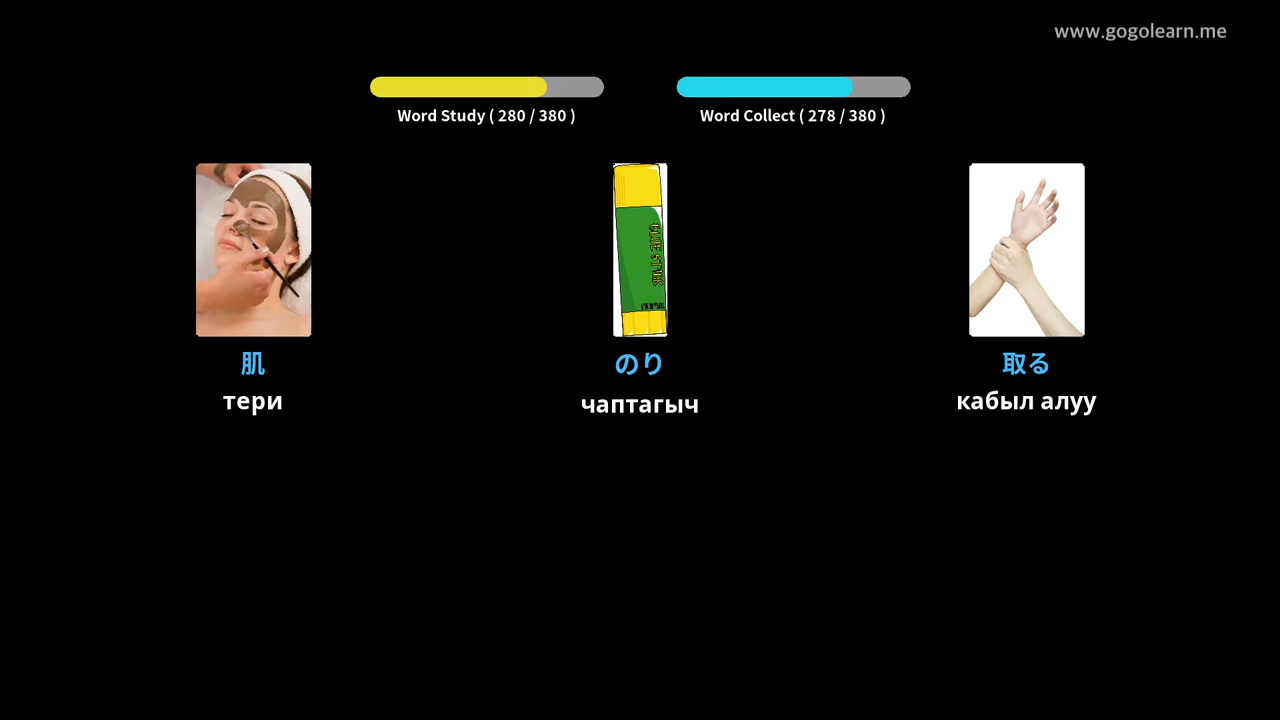 www.gogolearn.me
Word Study ( 280 / 380 )
Word Collect ( 278 / 380 )
肌
のり
取る
тери
чаптагыч
кабыл алуу